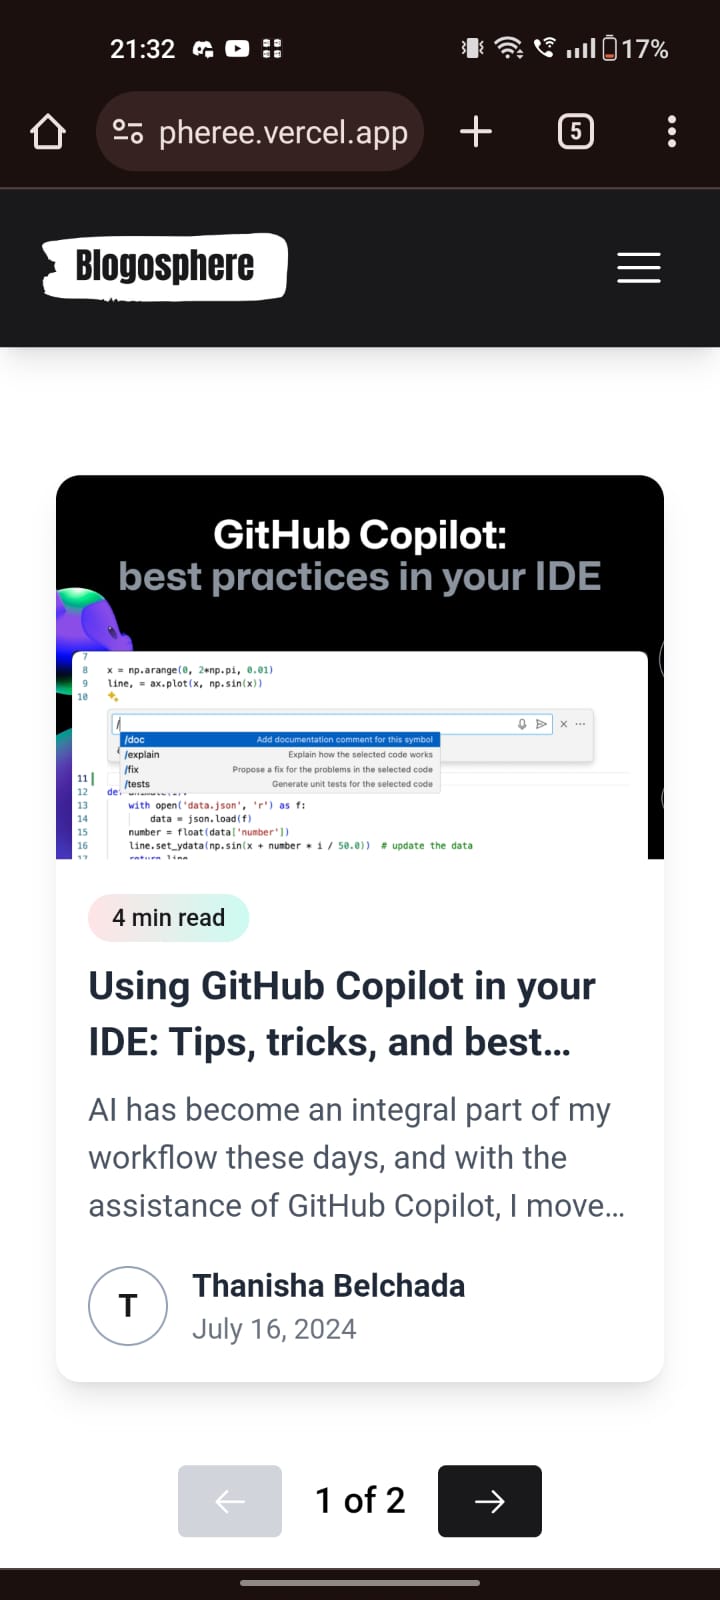 21:32
17%
pheree.vercel.app
5
Blogosphere
GitHub Copilot:
best practices in your IDE
7
8 x = np.arange(0, 2*np.pi, 0.01)
9 line, = ax.plot(x, np.sin(x))
10
/
/doc Add documentation comment for this symbol
/explain Explain how the selected code works
/fix Propose a fix for the problems in the selected code
/tests Generate unit tests for the selected code
11
12
13 with open('data.json', 'r') as f:
14 data = json.load(f)
15 number = float(data['number'])
16 line.set_ydata(np.sin(x + number * i / 50.0)) # update the data
17 return line
4 min read
Using GitHub Copilot in your
IDE: Tips, tricks, and best...
AI has become an integral part of my
workflow these days, and with the
assistance of GitHub Copilot, I move...
T
Thanisha Belchada
July 16, 2024
1 of 2